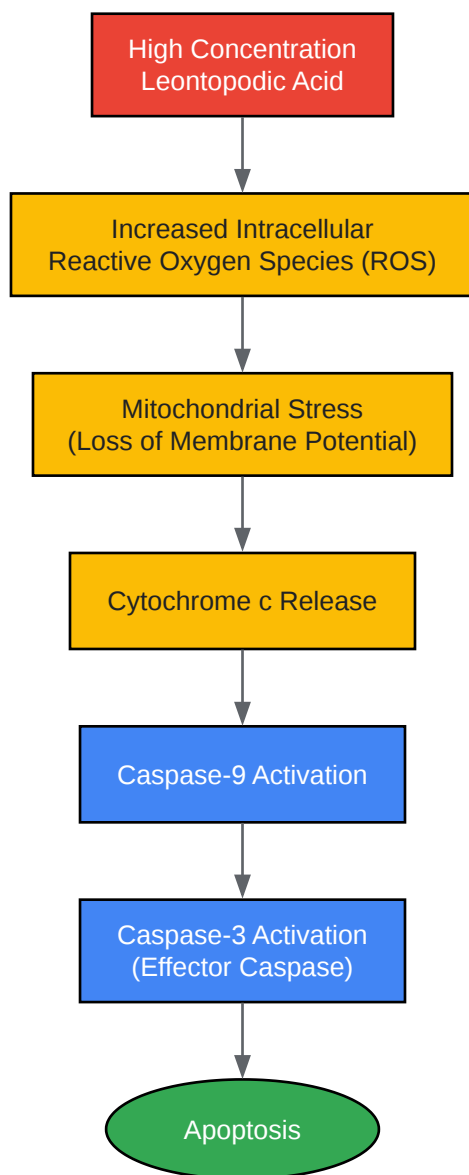 High Concentration
Leontopodic Acid
Increased Intracellular
Reactive Oxygen Species (ROS)
Mitochondrial Stress
(Loss of Membrane Potential)
Cytochrome c Release
Caspase-9 Activation
Caspase-3 Activation
(Effector Caspase)
Apoptosis